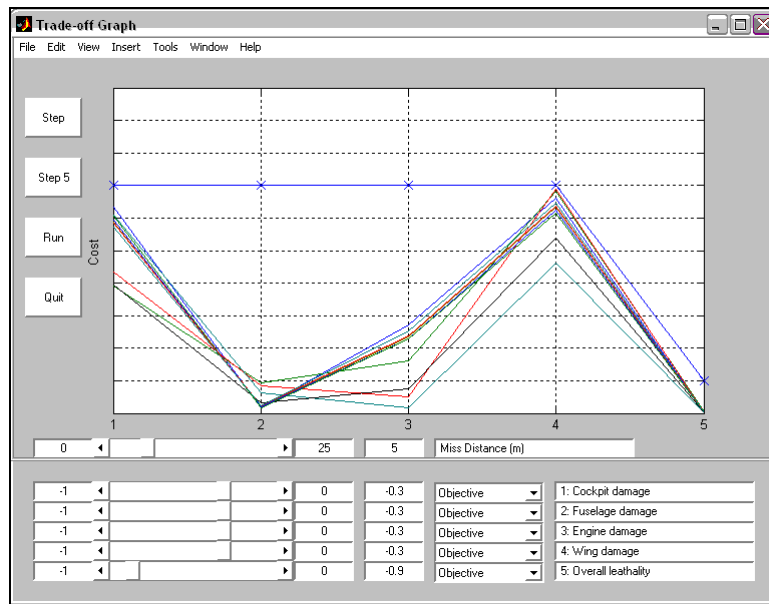 Trade-off Graph
File Edit View Insert Tools Window Help
Step
Step 5
Run
Quit
Cost
1 2 3 4 5
0 25 5 Miss Distance (m)
-1 0 -0.3 Objective 1: Cockpit damage
-1 0 -0.3 Objective 2: Fuselage damage
-1 0 -0.3 Objective 3: Engine damage
-1 0 -0.3 Objective 4: Wing damage
-1 0 -0.9 Objective 5: Overall leathality